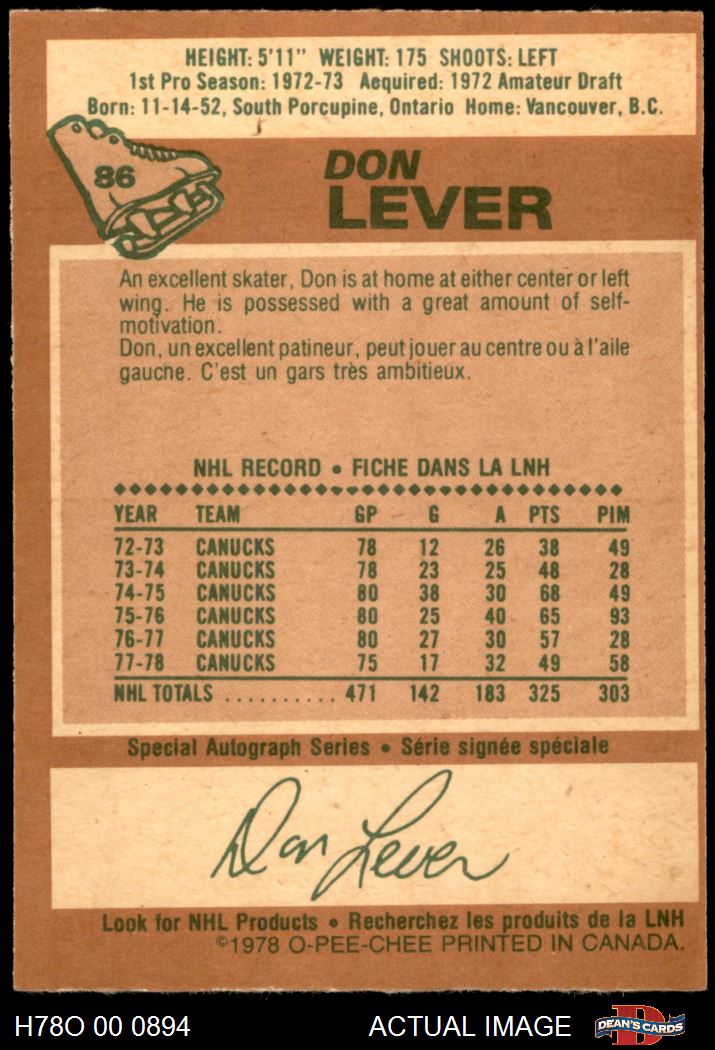 HEIGHT: 5'11" WEIGHT: 175 SHOOTS: LEFT
1st Pro Season: 1972-73 Acquired: 1972 Amateur Draft
Born: 11-14-52, South Porcupine, Ontario Home: Vancouver, B.C.
86
DON
LEVER
An excellent skater, Don is at home at either center or left
wing. He is possessed with a great amount of self-
motivation.
Don, un excellent patineur, peut jouer au centre ou à l'aile
gauche. C'est un gars très ambitieux.
NHL RECORD • FICHE DANS LA LNH
YEAR TEAM GP G A PTS PIM
72-73 CANUCKS 78 12 26 38 49
73-74 CANUCKS 78 23 25 48 28
74-75 CANUCKS 80 38 30 68 49
75-76 CANUCKS 80 25 40 65 93
76-77 CANUCKS 80 27 30 57 28
77-78 CANUCKS 75 17 32 49 58
NHL TOTALS .......... 471 142 183 325 303
Special Autograph Series • Série signée spéciale
Don Lever
Look for NHL Products • Recherchez les produits de la LNH
©1978 O-PEE-CHEE PRINTED IN CANADA.
H78O 00 0894 ACTUAL IMAGE D DEAN'S CARDS